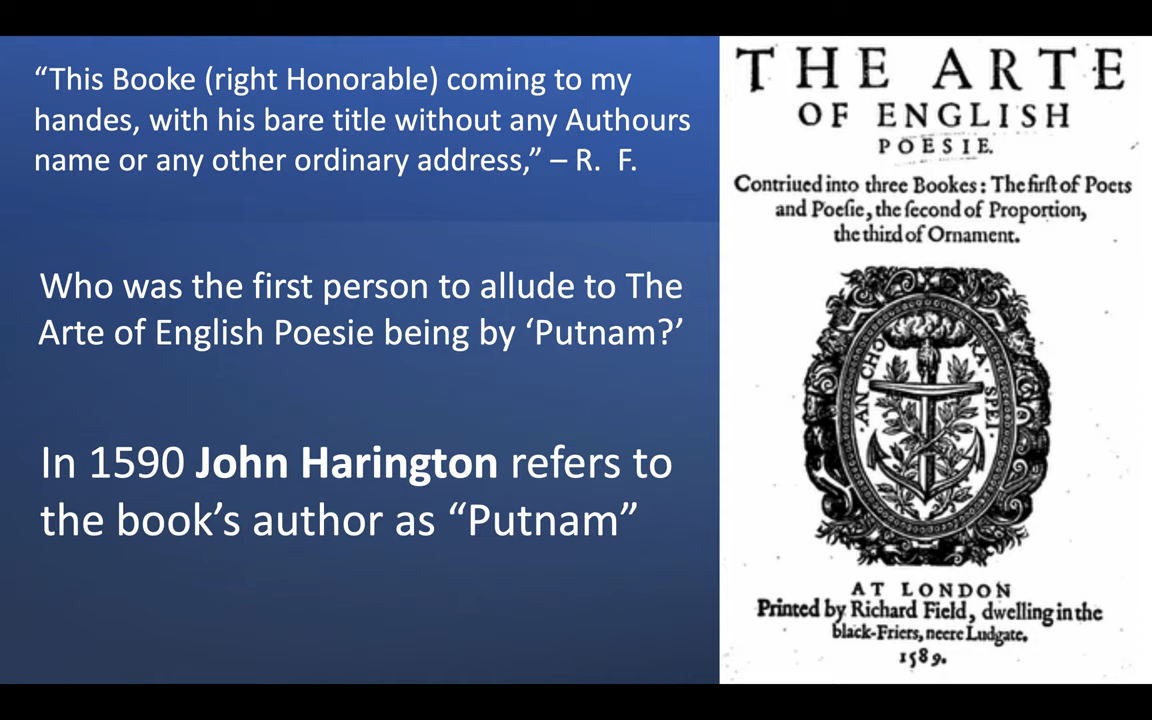 “This Booke (right Honorable) coming to my
handes, with his bare title without any Authours
name or any other ordinary address,” – R. F.
Who was the first person to allude to The
Arte of English Poesie being by ‘Putnam?’
In 1590 John Harington refers to
the book’s author as “Putnam”
THE ARTE
OF ENGLISH
POESIE.
Contriued into three Bookes: The firſt of Poets
and Poeſie, the ſecond of Proportion,
the third of Ornament.
ANCHORA SPEI
AT LONDON
Printed by Richard Field, dwelling in the
black-Friers, neere Ludgate.
1589.